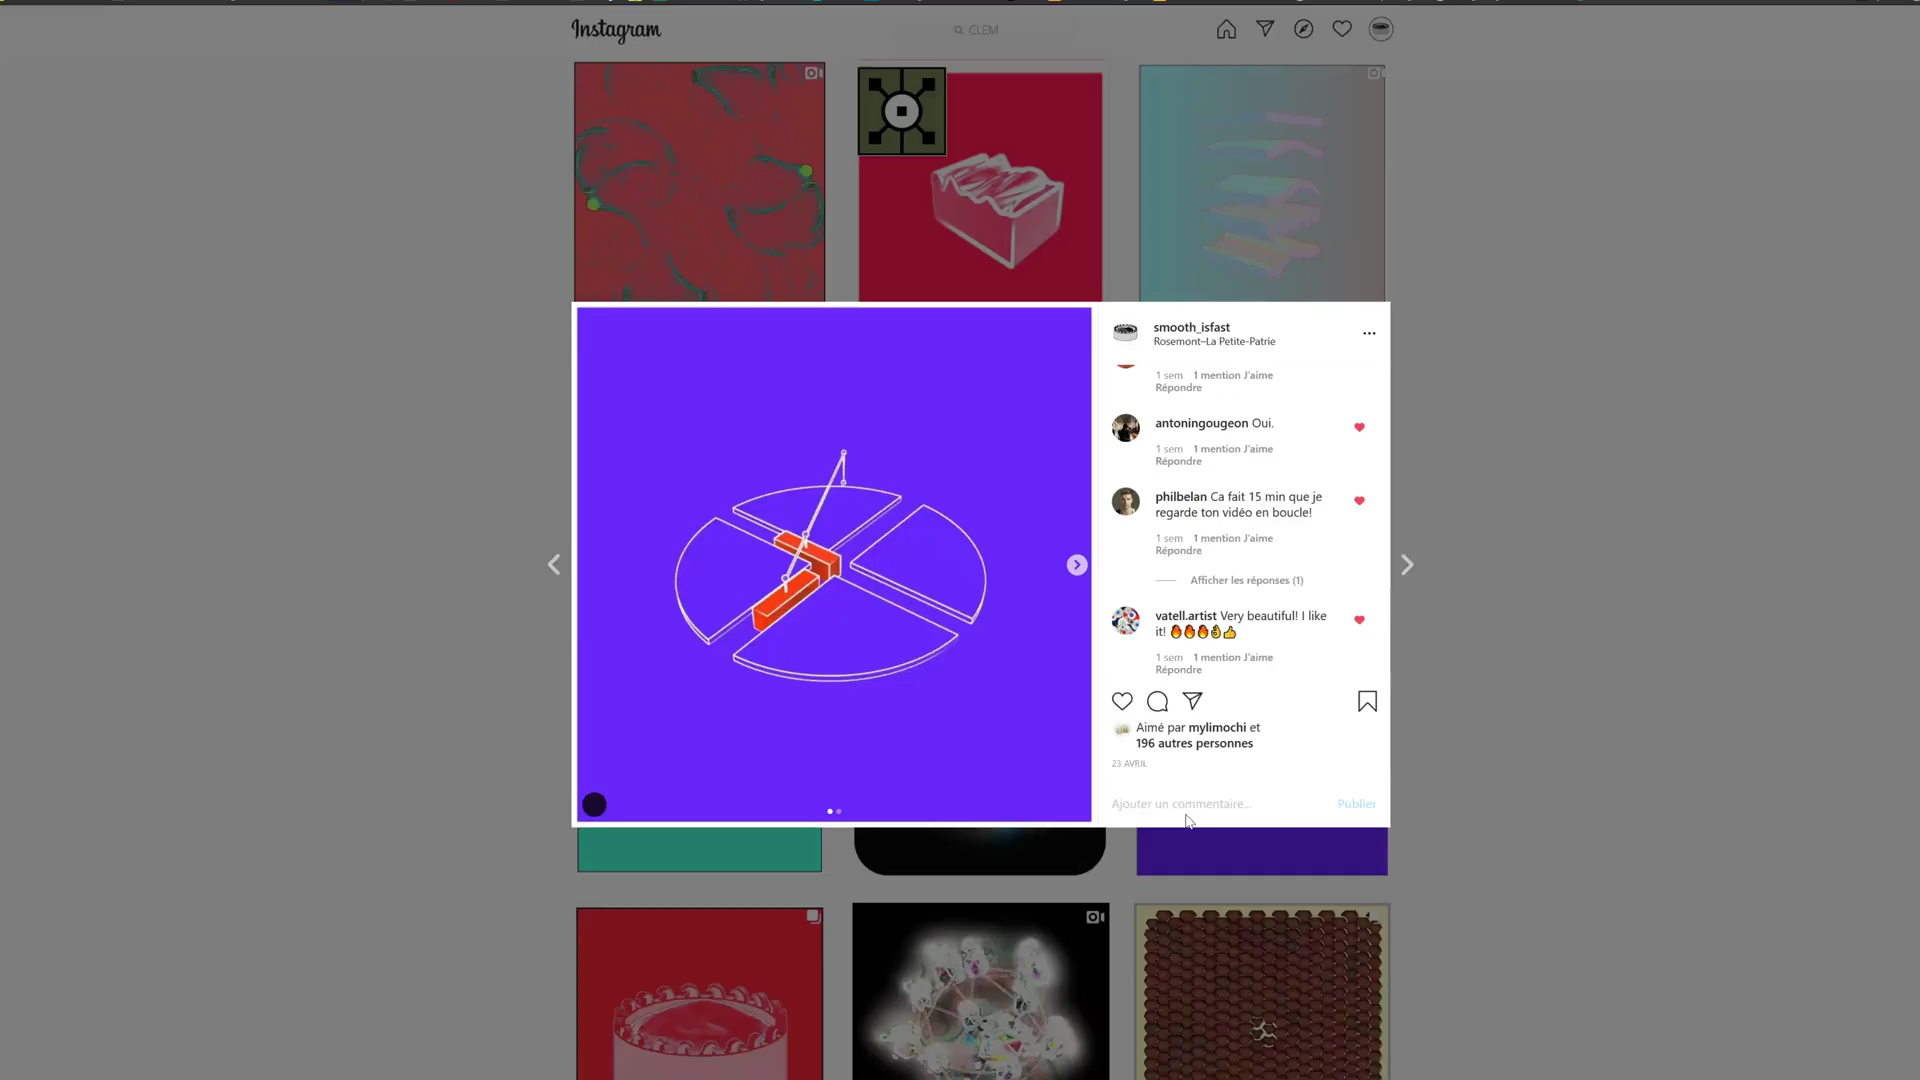 Instagram
CLEM
smooth_isfast
Rosemont–La Petite-Patrie
1 sem 1 mention J'aime
Répondre
antoningougeon Oui.
1 sem 1 mention J'aime
Répondre
philbelan Ca fait 15 min que je
regarde ton vidéo en boucle!
1 sem 1 mention J'aime
Répondre
Afficher les réponses (1)
vatell.artist Very beautiful! I like
it! 🔥🔥🔥👌👍
1 sem 1 mention J'aime
Répondre
Aimé par mylimochi et
196 autres personnes
23 AVRIL
Ajouter un commentaire... Publier